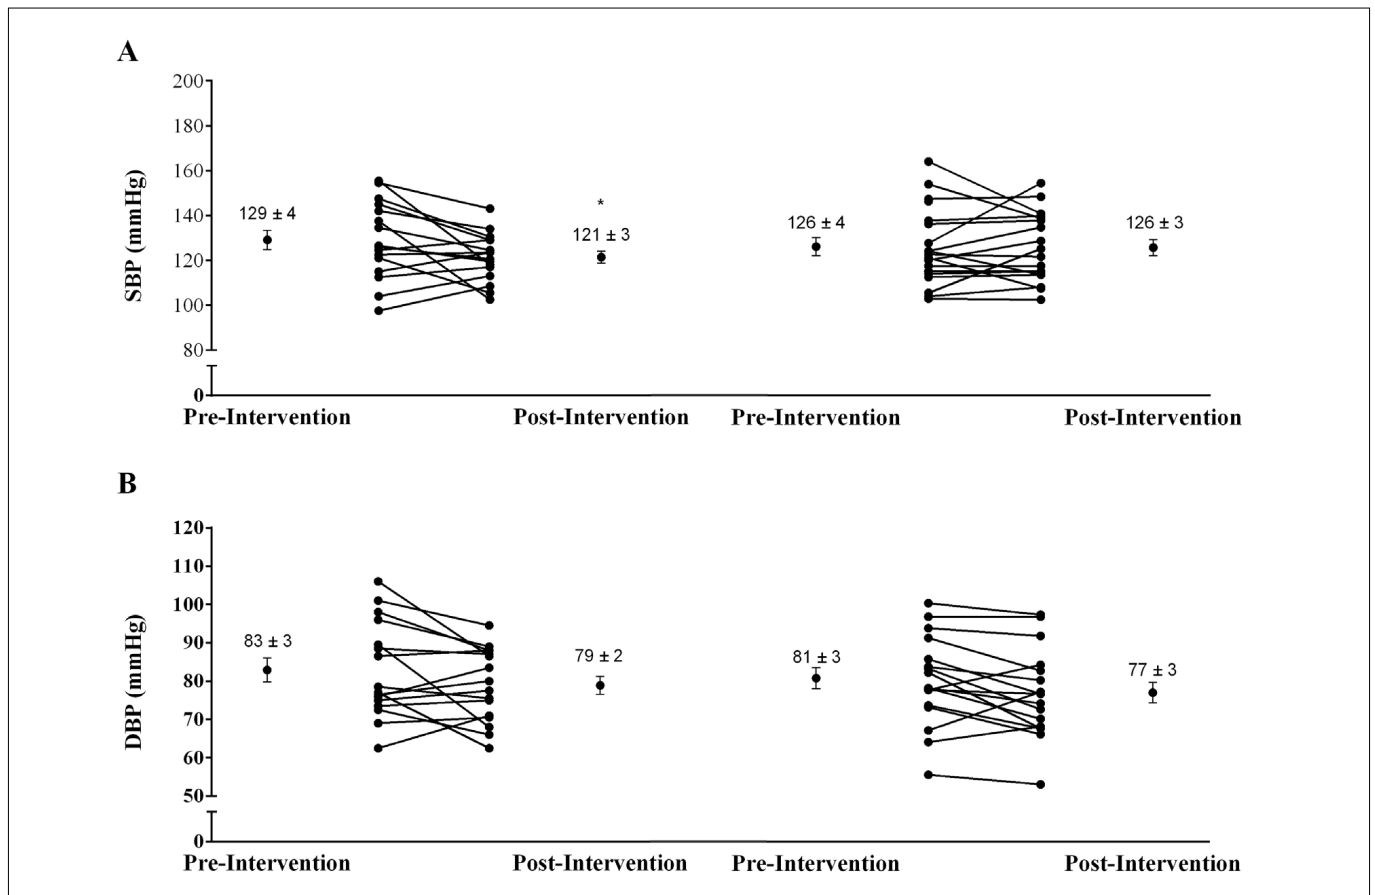 A
SBP (mmHg)
200
180
160
140
120
100
80
0
129 ± 4
*
121 ± 3
126 ± 4
126 ± 3
Pre-Intervention
Post-Intervention
Pre-Intervention
Post-Intervention
B
DBP (mmHg)
120
110
100
90
80
70
60
50
0
83 ± 3
79 ± 2
81 ± 3
77 ± 3
Pre-Intervention
Post-Intervention
Pre-Intervention
Post-Intervention